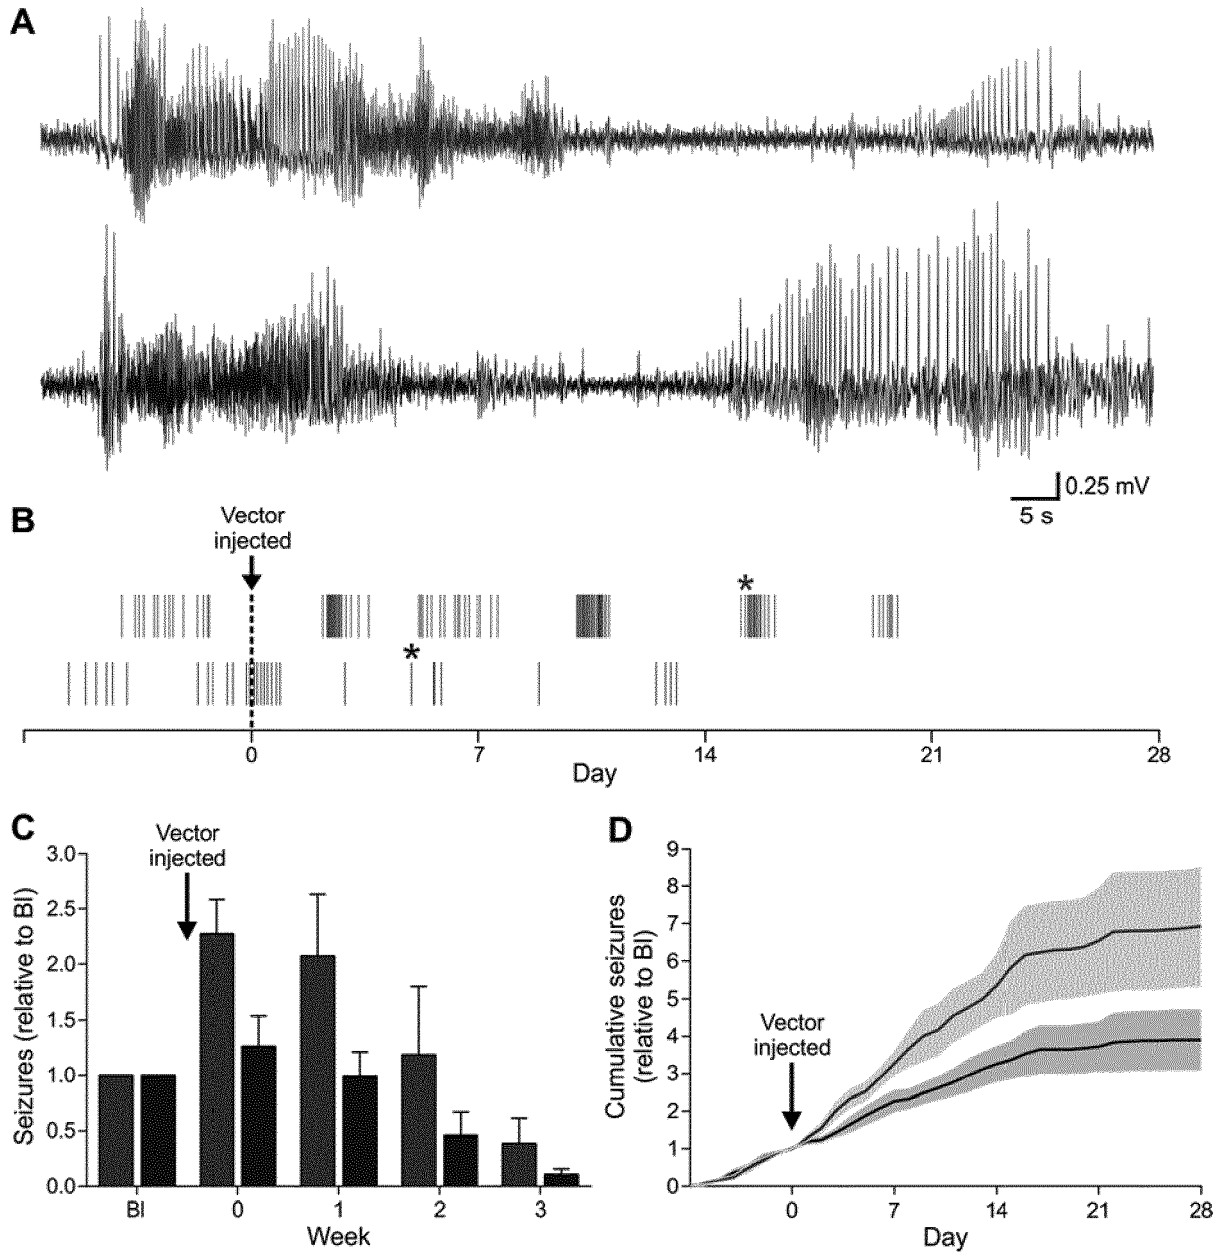 A
0.25 mV
5 s
B
Vector
injected
*
*
0 7 14 21 28
Day
C
Vector
injected
Seizures (relative to BI)
3.0
2.5
2.0
1.5
1.0
0.5
0.0
BI 0 1 2 3
Week
D
Vector
injected
Cumulative seizures
(relative to BI)
9
8
7
6
5
4
3
2
1
0
0 7 14 21 28
Day